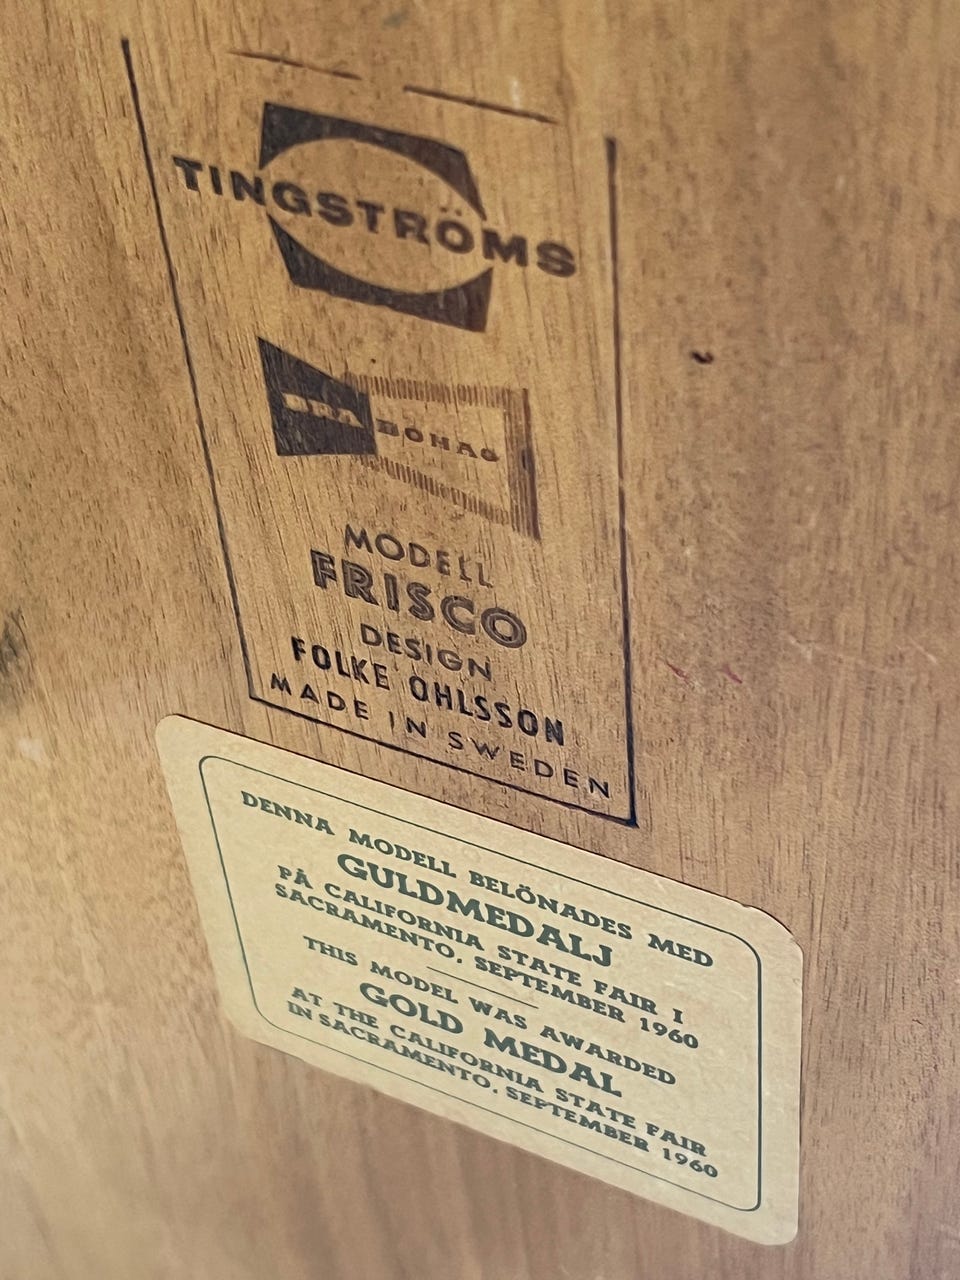 TINGSTRÖMS
BRA BOHAG
MODELL
FRISCO
DESIGN
FOLKE OHLSSON
MADE IN SWEDEN
DENNA MODELL BELÖNADES MED
GULDMEDALJ
PÅ CALIFORNIA STATE FAIR I
SACRAMENTO, SEPTEMBER 1960
THIS MODEL WAS AWARDED
GOLD MEDAL
AT THE CALIFORNIA STATE FAIR
IN SACRAMENTO, SEPTEMBER 1960